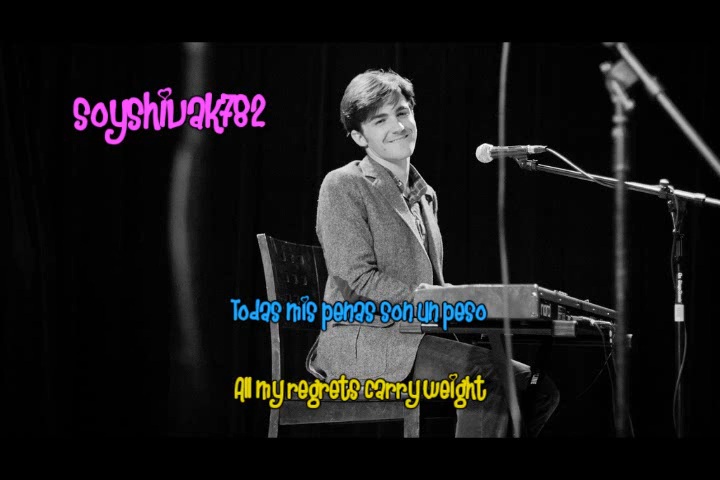 soyshivak782
Todas mis penas son un peso
All my regrets carry weight